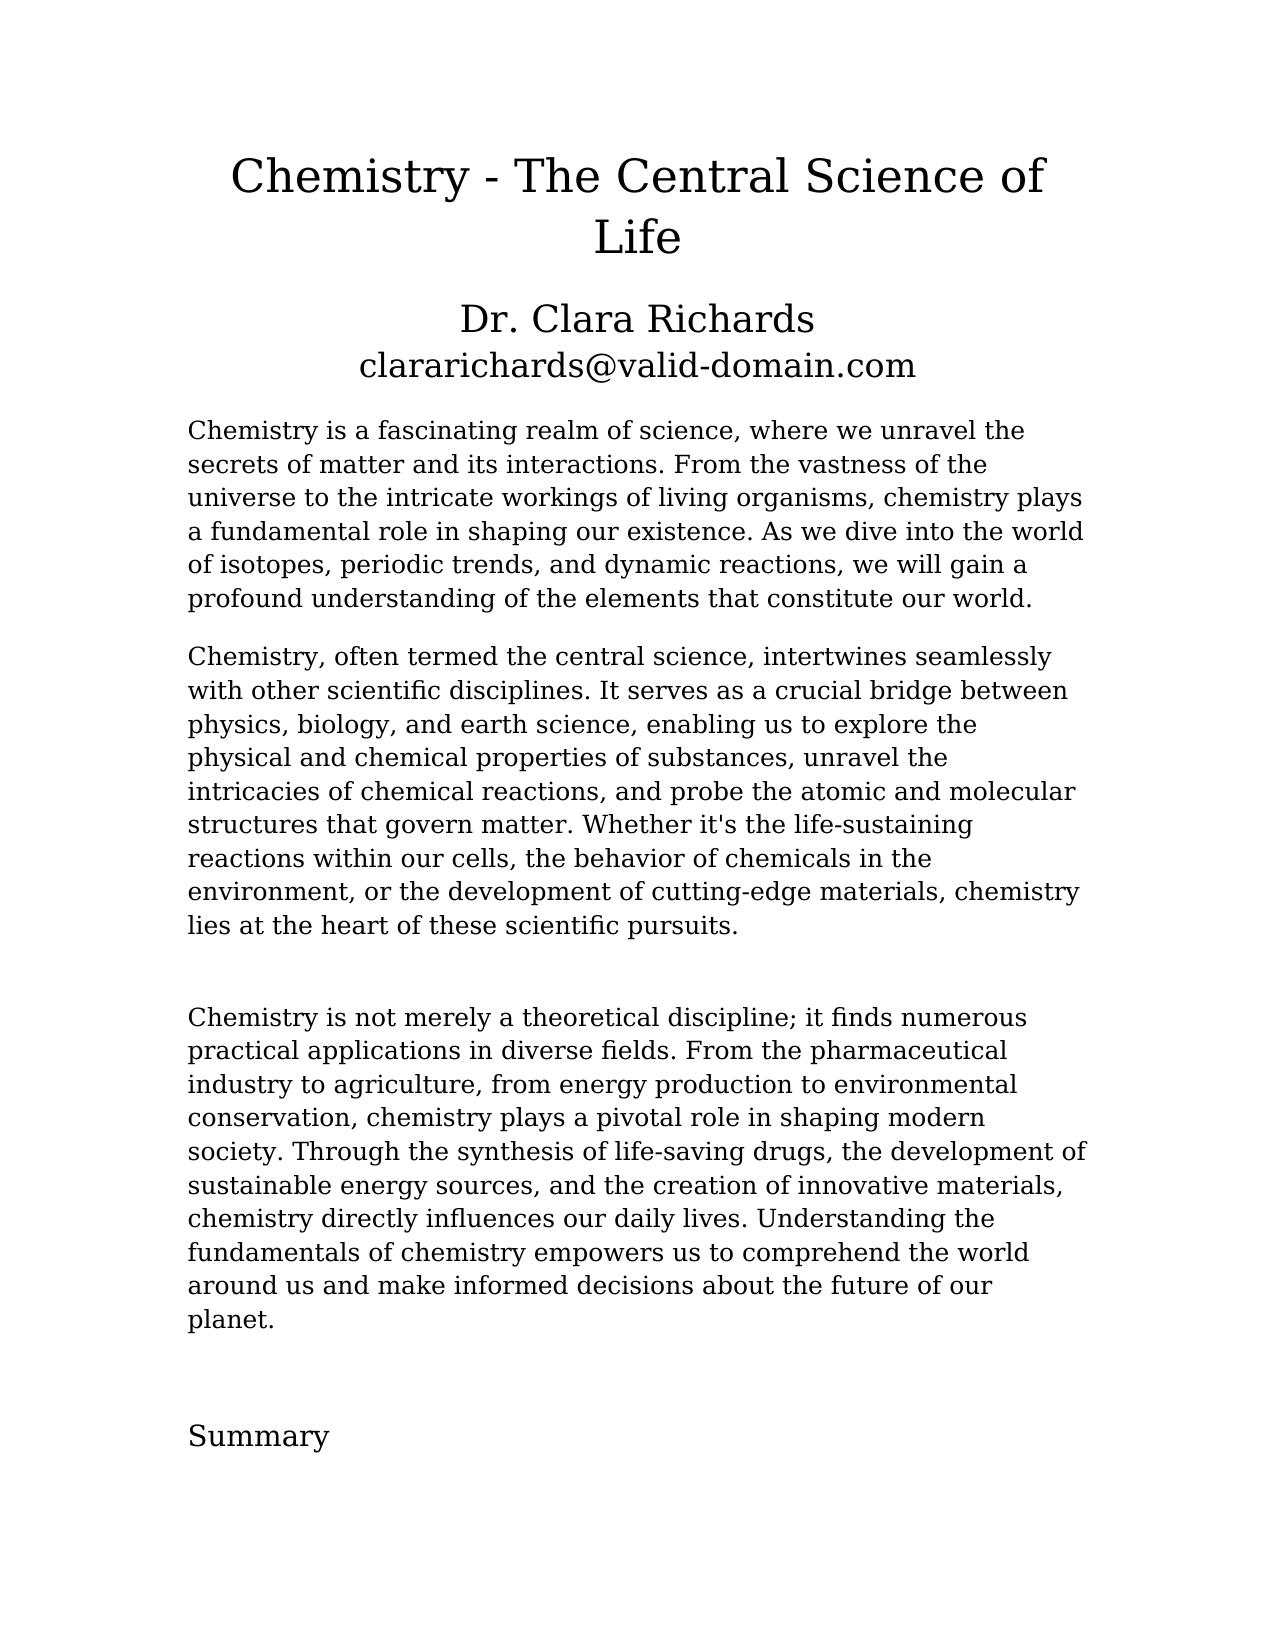 Chemistry - The Central Science of
Life
Dr. Clara Richards
clararichards@valid-domain.com
Chemistry is a fascinating realm of science, where we unravel the
secrets of matter and its interactions. From the vastness of the
universe to the intricate workings of living organisms, chemistry plays
a fundamental role in shaping our existence. As we dive into the world
of isotopes, periodic trends, and dynamic reactions, we will gain a
profound understanding of the elements that constitute our world.
Chemistry, often termed the central science, intertwines seamlessly
with other scientific disciplines. It serves as a crucial bridge between
physics, biology, and earth science, enabling us to explore the
physical and chemical properties of substances, unravel the
intricacies of chemical reactions, and probe the atomic and molecular
structures that govern matter. Whether it's the life-sustaining
reactions within our cells, the behavior of chemicals in the
environment, or the development of cutting-edge materials, chemistry
lies at the heart of these scientific pursuits.
Chemistry is not merely a theoretical discipline; it finds numerous
practical applications in diverse fields. From the pharmaceutical
industry to agriculture, from energy production to environmental
conservation, chemistry plays a pivotal role in shaping modern
society. Through the synthesis of life-saving drugs, the development of
sustainable energy sources, and the creation of innovative materials,
chemistry directly influences our daily lives. Understanding the
fundamentals of chemistry empowers us to comprehend the world
around us and make informed decisions about the future of our
planet.
Summary